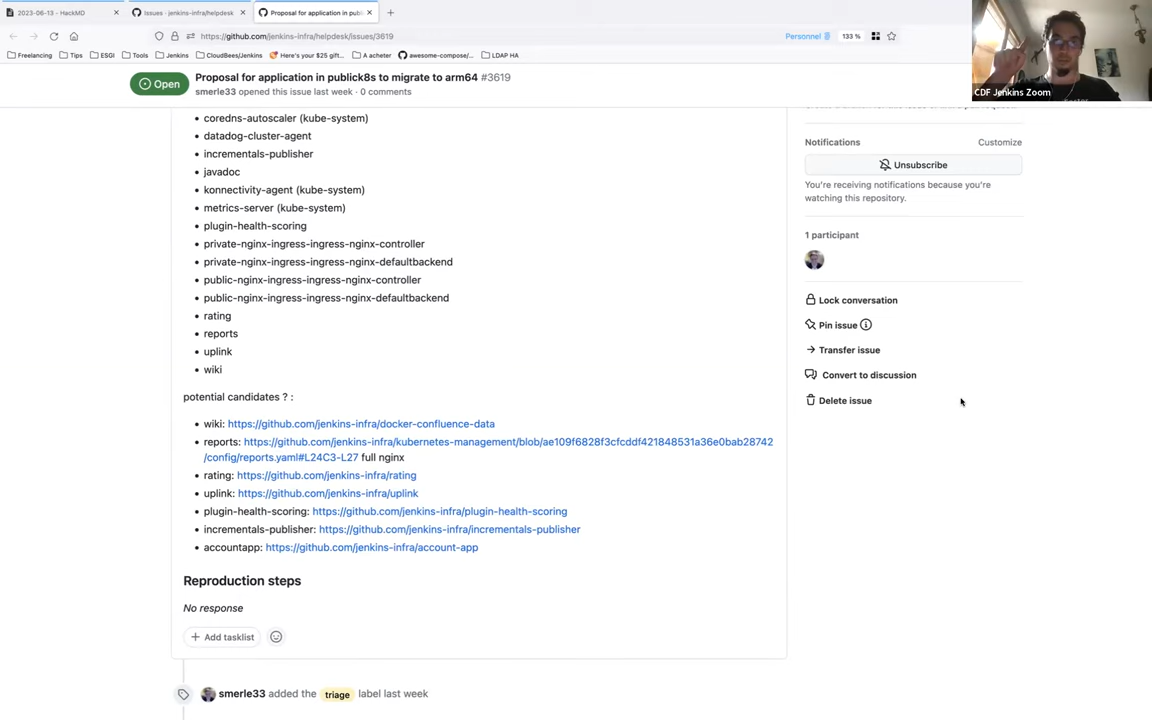 2023-06-13 - HackMD
Issues · jenkins-infra/helpdesk
Proposal for application in publi
https://github.com/jenkins-infra/helpdesk/issues/3619
Personnel
133 %
Freelancing
Tips
ESGI
Tools
Jenkins
CloudBees/Jenkins
Here's your $25 gift...
A acheter
awesome-compose/...
LDAP HA
CDF Jenkins Zoom
Open
Proposal for application in publick8s to migrate to arm64 #3619
smerle33 opened this issue last week · 0 comments
coredns-autoscaler (kube-system)
datadog-cluster-agent
incrementals-publisher
javadoc
konnectivity-agent (kube-system)
metrics-server (kube-system)
plugin-health-scoring
private-nginx-ingress-ingress-nginx-controller
private-nginx-ingress-ingress-nginx-defaultbackend
public-nginx-ingress-ingress-nginx-controller
public-nginx-ingress-ingress-nginx-defaultbackend
rating
reports
uplink
wiki
potential candidates ? :
wiki: https://github.com/jenkins-infra/docker-confluence-data
reports: https://github.com/jenkins-infra/kubernetes-management/blob/ae109f6828f3cfcddf421848531a36e0bab28742
/config/reports.yaml#L24C3-L27 full nginx
rating: https://github.com/jenkins-infra/rating
uplink: https://github.com/jenkins-infra/uplink
plugin-health-scoring: https://github.com/jenkins-infra/plugin-health-scoring
incrementals-publisher: https://github.com/jenkins-infra/incrementals-publisher
accountapp: https://github.com/jenkins-infra/account-app
Reproduction steps
No response
Add tasklist
smerle33 added the triage label last week
Notifications
Customize
Unsubscribe
You're receiving notifications because you're
watching this repository.
1 participant
Lock conversation
Pin issue
Transfer issue
Convert to discussion
Delete issue